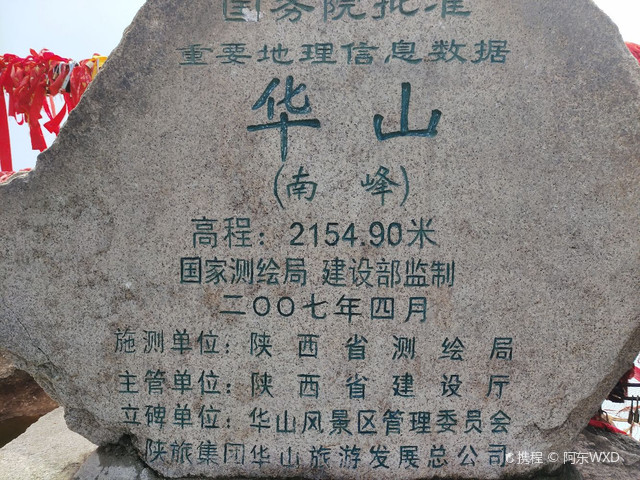 国务院批准
重要地理信息数据
华山
(南峰)
高程：2154.90米
国家测绘局 建设部监制
二〇〇七年四月
施测单位：陕西省测绘局
主管单位：陕西省建设厅
立碑单位：华山风景区管理委员会
陕旅集团华山旅游发展总公司
携程 © 阿东WXD